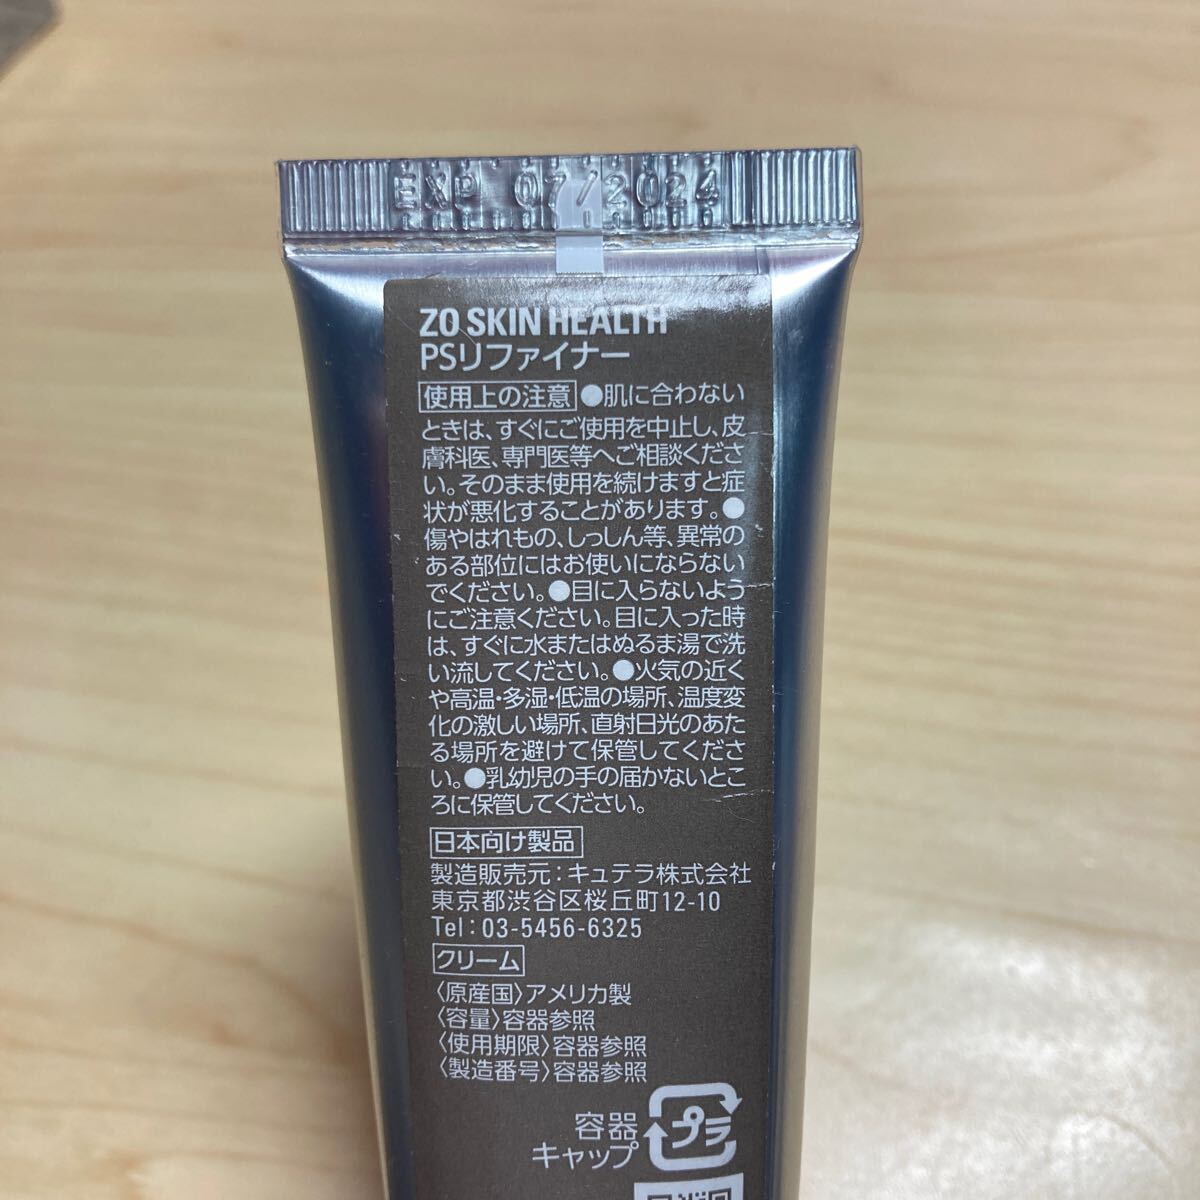 EXP 07/2024
ZO SKIN HEALTH
PSリファイナー
使用上の注意 ●肌に合わない
ときは、すぐにご使用を中止し、皮
膚科医、専門医等へご相談くださ
い。そのまま使用を続けますと症
状が悪化することがあります。●
傷やはれもの、しっしん等、異常の
ある部位にはお使いにならない
でください。●目に入らないよう
にご注意ください。目に入った時
は、すぐに水またはぬるま湯で洗
い流してください。●火気の近く
や高温・多湿・低温の場所、温度変
化の激しい場所、直射日光のあた
る場所を避けて保管してくださ
い。●乳幼児の手の届かないとこ
ろに保管してください。
日本向け製品
製造販売元：キュテラ株式会社
東京都渋谷区桜丘町12-10
Tel：03-5456-6325
クリーム
〈原産国〉アメリカ製
〈容量〉容器参照
〈使用期限〉容器参照
〈製造番号〉容器参照
容器
キャップ
プラ